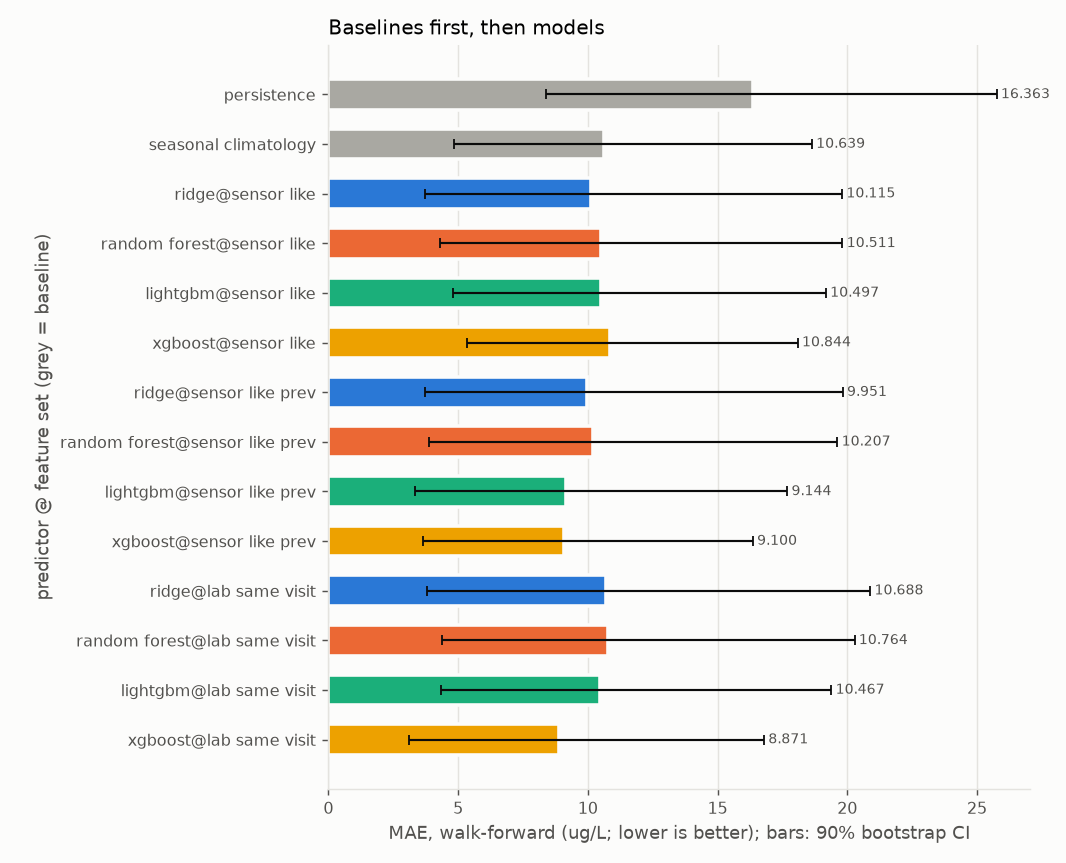 Baselines first, then models
predictor @ feature set (grey = baseline)
persistence 16.363
seasonal climatology 10.639
ridge@sensor like 10.115
random forest@sensor like 10.511
lightgbm@sensor like 10.497
xgboost@sensor like 10.844
ridge@sensor like prev 9.951
random forest@sensor like prev 10.207
lightgbm@sensor like prev 9.144
xgboost@sensor like prev 9.100
ridge@lab same visit 10.688
random forest@lab same visit 10.764
lightgbm@lab same visit 10.467
xgboost@lab same visit 8.871
0 5 10 15 20 25
MAE, walk-forward (ug/L; lower is better); bars: 90% bootstrap CI